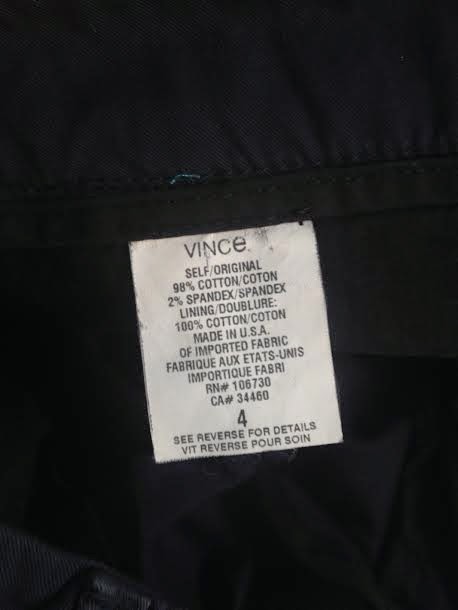 VINCE.
SELF/ORIGINAL
98% COTTON/COTON
2% SPANDEX/SPANDEX
LINING/DOUBLURE:
100% COTTON/COTON
MADE IN U.S.A.
OF IMPORTED FABRIC
FABRIQUE AUX ETATS-UNIS
IMPORTIQUE FABRI
RN# 106730
CA# 34460
4
SEE REVERSE FOR DETAILS
VIT REVERSE POUR SOIN